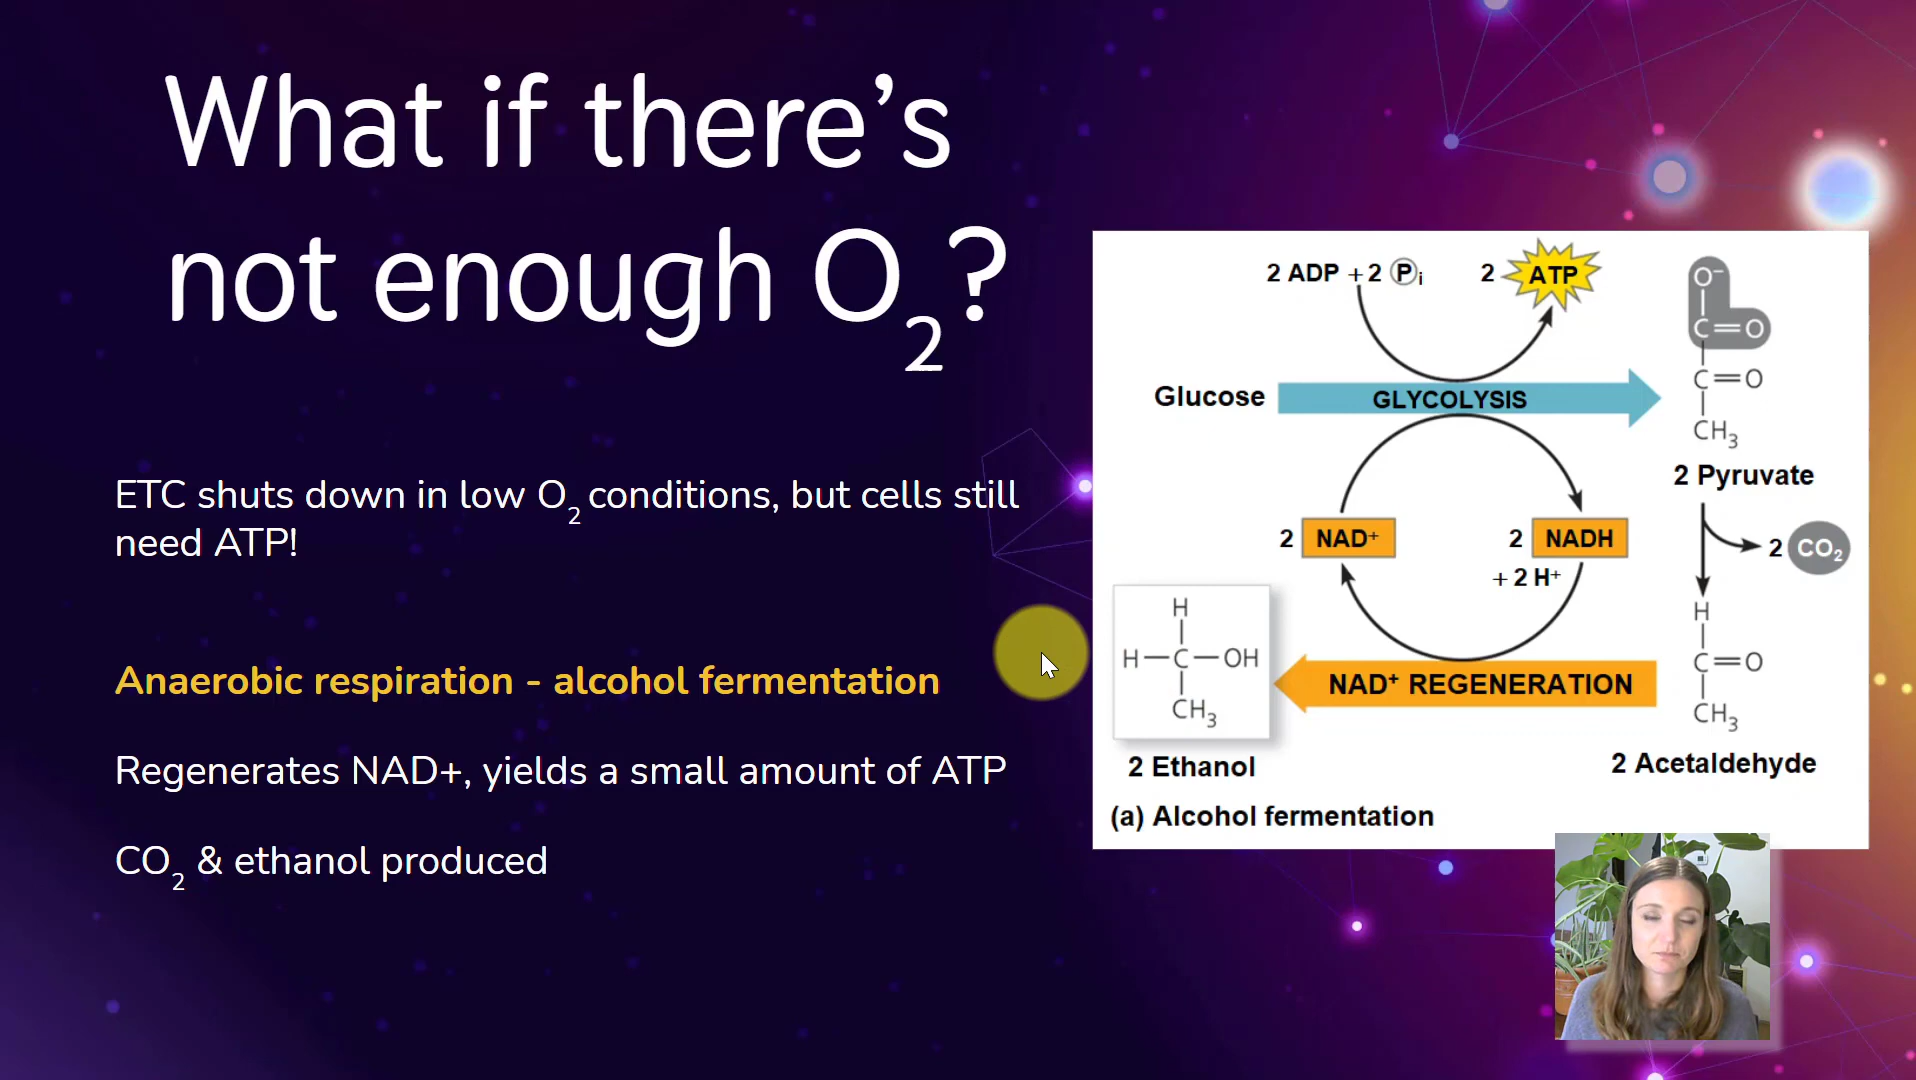 What if there’s
not enough O₂?
ETC shuts down in low O₂ conditions, but cells still
need ATP!
Anaerobic respiration - alcohol fermentation
Regenerates NAD+, yields a small amount of ATP
CO₂ & ethanol produced
2 ADP + 2 Pᵢ
2 ATP
Glucose
GLYCOLYSIS
O⁻
C=O
C=O
CH₃
2 Pyruvate
2 NAD⁺
2 NADH
+ 2 H⁺
2 CO₂
H
C=O
CH₃
2 Acetaldehyde
NAD⁺ REGENERATION
H
H—C—OH
CH₃
2 Ethanol
(a) Alcohol fermentation